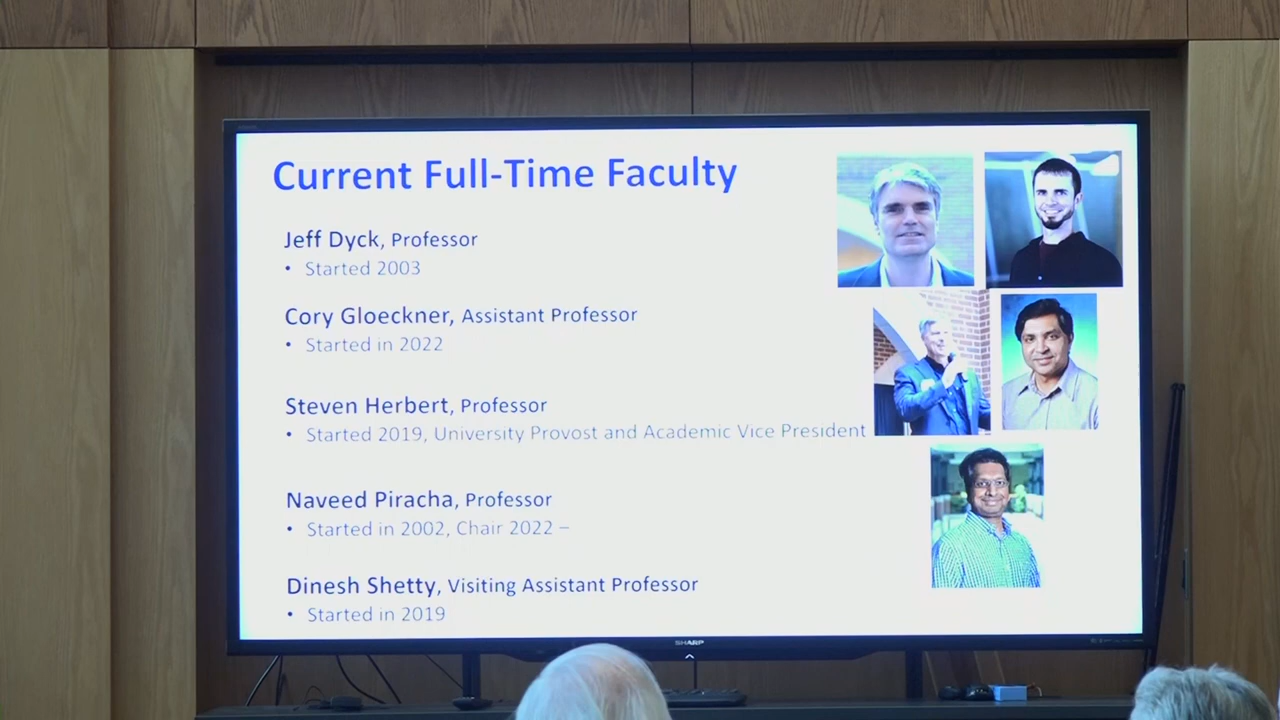 Current Full-Time Faculty
Jeff Dyck, Professor
• Started 2003
Cory Gloeckner, Assistant Professor
• Started in 2022
Steven Herbert, Professor
• Started 2019, University Provost and Academic Vice President
Naveed Piracha, Professor
• Started in 2002, Chair 2022 –
Dinesh Shetty, Visiting Assistant Professor
• Started in 2019
SHARP